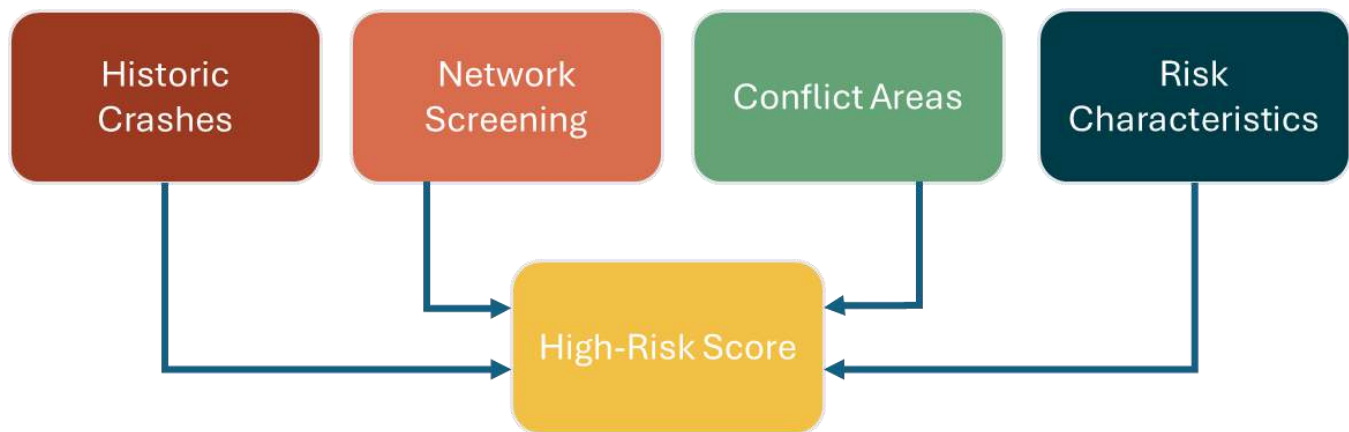 Historic
Crashes
Network
Screening
Conflict Areas
Risk
Characteristics
High-Risk Score